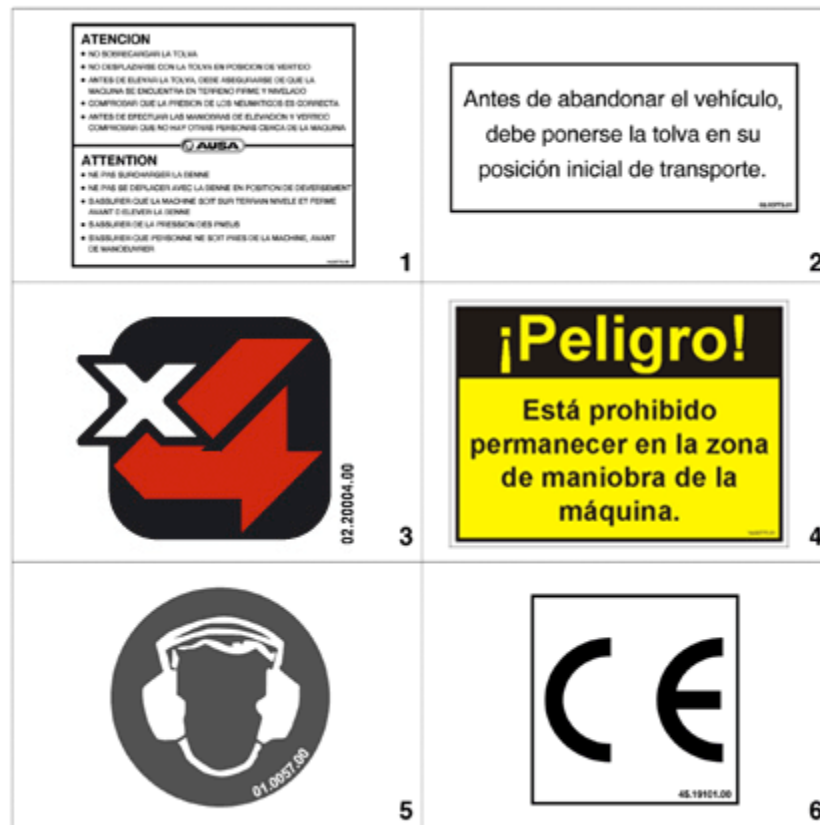 ATENCION
• NO SOBRECARGAR LA TOLVA
• NO DESPLAZARSE CON LA TOLVA EN POSICION DE VERTIDO
• ANTES DE ELEVAR LA TOLVA, DEBE ASEGURARSE DE QUE LA
MAQUINA SE ENCUENTRA EN TERRENO FIRME Y NIVELADO
• COMPROBAR QUE LA PRESION DE LOS NEUMATICOS ES CORRECTA
• ANTES DE EFECTUAR LAS MANIOBRAS DE ELEVACION Y VERTIDO
COMPROBAR QUE NO HAY OTRAS PERSONAS CERCA DE LA MAQUINA
AUSA
ATTENTION
• NE PAS SURCHARGER LA BENNE
• NE PAS SE DEPLACER AVEC LA BENNE EN POSITION DE DEVERSEMENT
• S'ASSURER QUE LA MACHINE SOIT SUR TERRAIN NIVELE ET FERME
AVANT D'ELEVER LA BENNE
• S'ASSURER DE LA PRESSION DES PNEUS
• S'ASSURER QUE PERSONNE NE SOIT PRES DE LA MACHINE, AVANT
DE MANOEUVRER
1
Antes de abandonar el vehículo,
debe ponerse la tolva en su
posición inicial de transporte.
2
x4
02.20004.00
3
¡Peligro!
Está prohibido
permanecer en la zona
de maniobra de la
máquina.
4
01.0057.00
5
CE
45.19101.00
6